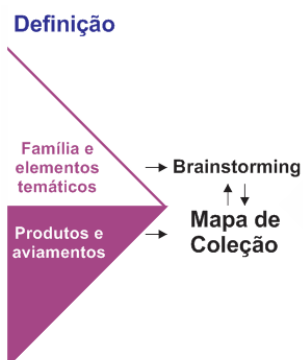 Definição
Família e
elementos
temáticos
Brainstorming
Produtos e
aviamentos
Mapa de
Coleção